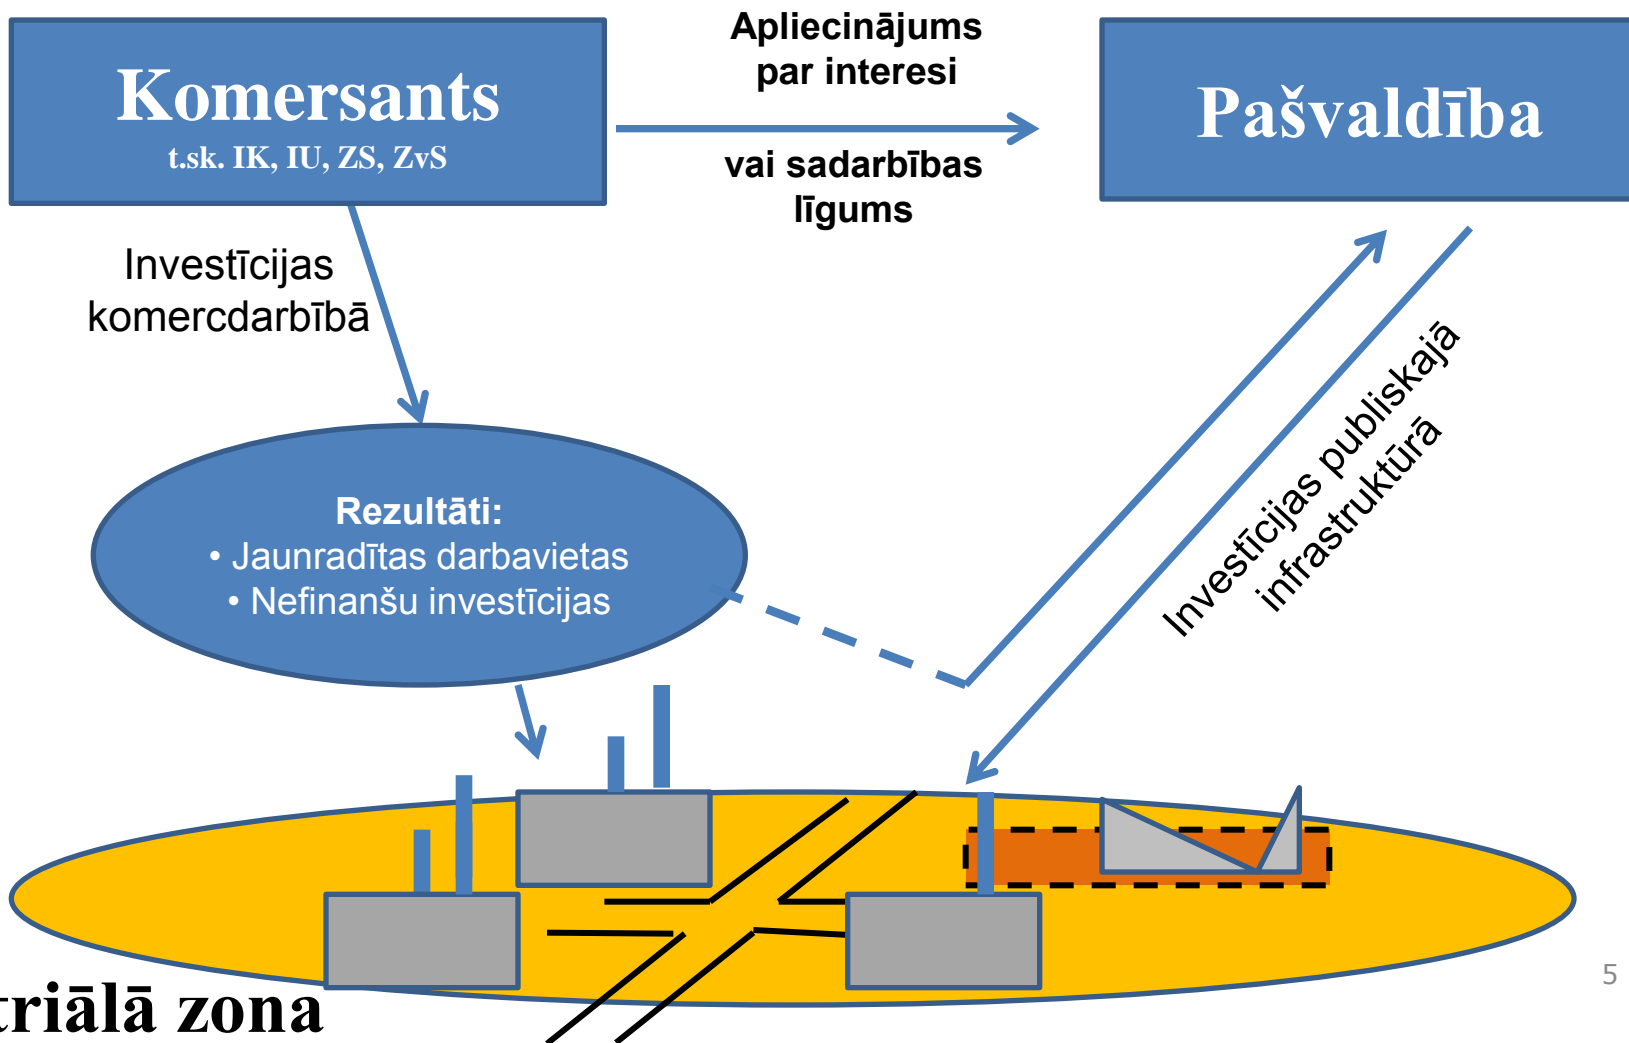 Komersants
t.sk. IK, IU, ZS, ZvS
Apliecinājums
par interesi
vai sadarbības
līgums
Pašvaldība
Investīcijas
komercdarbībā
Rezultāti:
• Jaunradītas darbavietas
• Nefinanšu investīcijas
Investīcijas publiskajā
infrastruktūrā
triālā zona
5